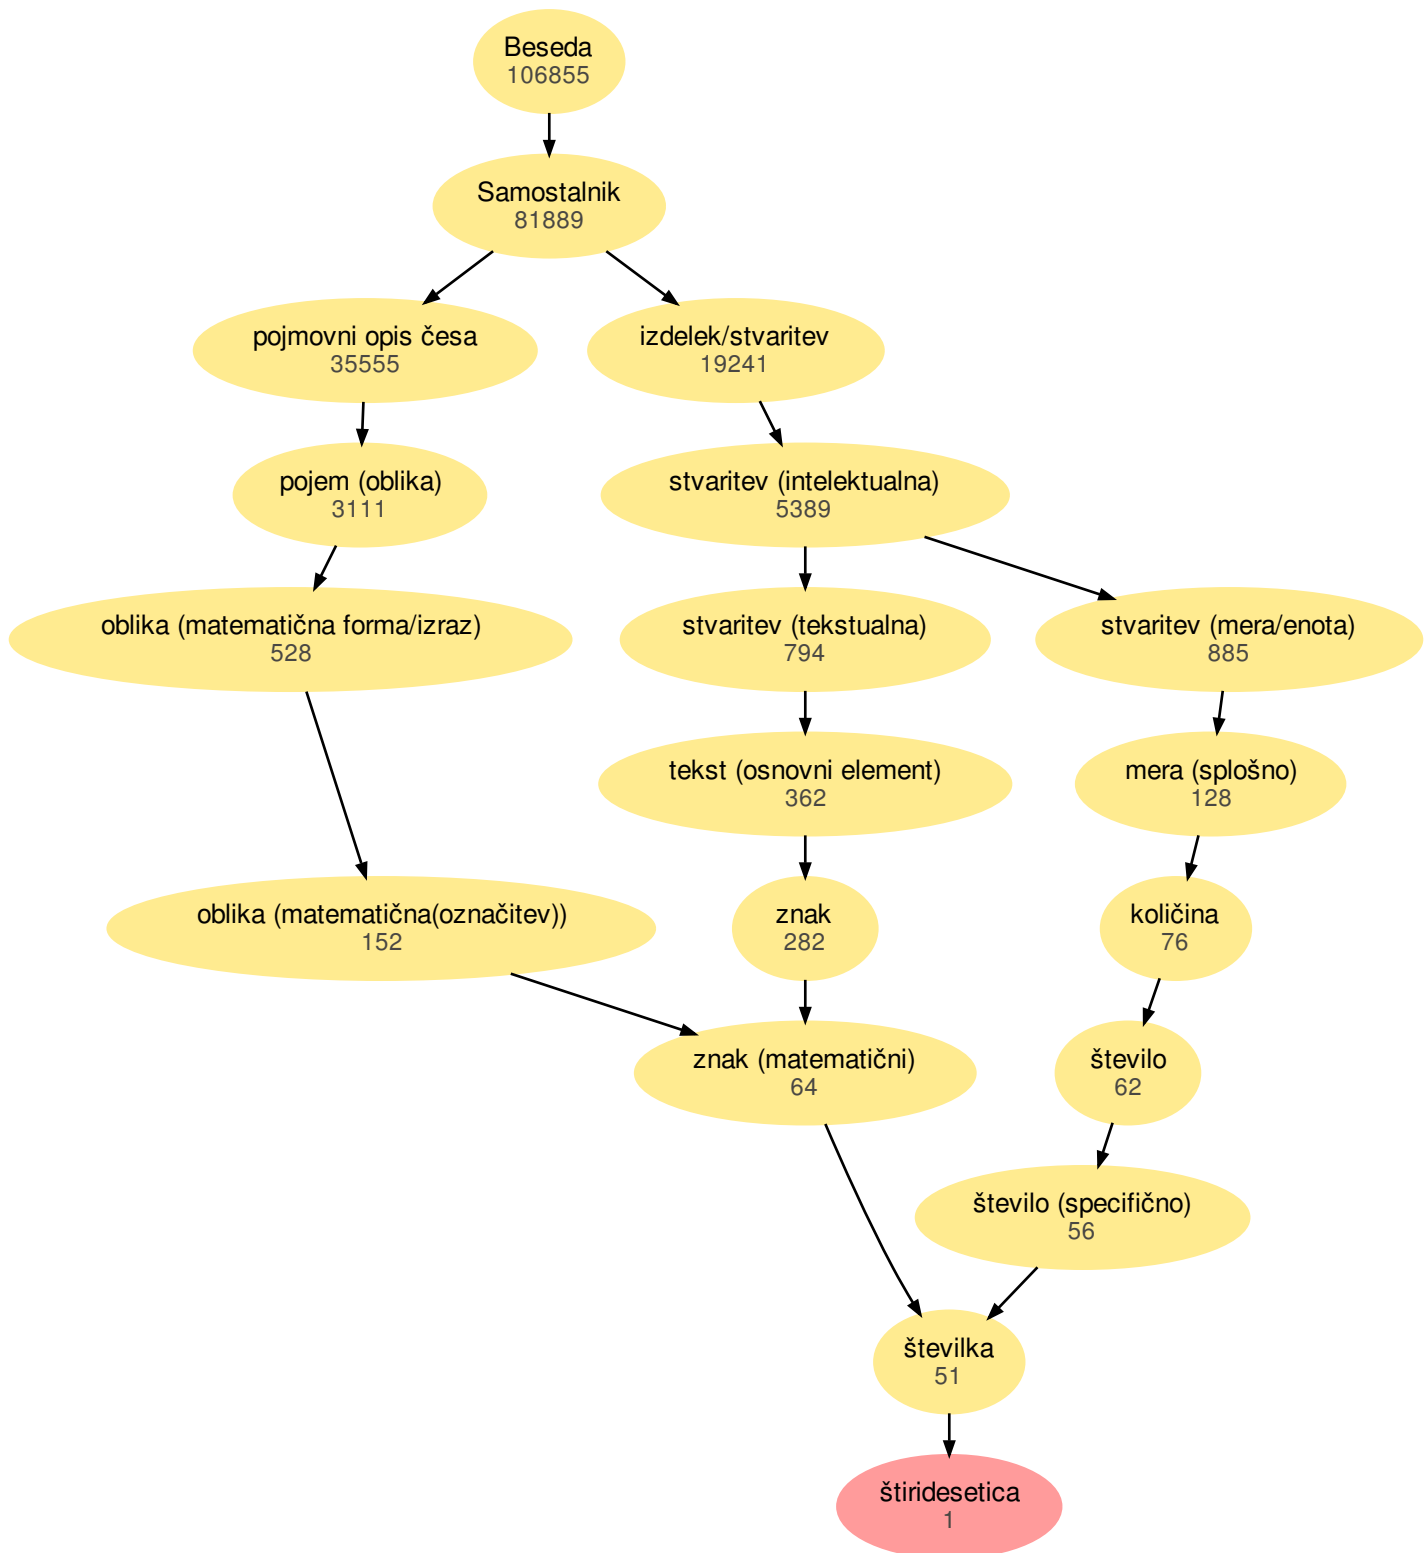 Beseda
106855
Samostalnik
81889
pojmovni opis česa
35555
izdelek/stvaritev
19241
pojem (oblika)
3111
stvaritev (intelektualna)
5389
oblika (matematična forma/izraz)
528
stvaritev (tekstualna)
794
stvaritev (mera/enota)
885
tekst (osnovni element)
362
mera (splošno)
128
oblika (matematična(označitev))
152
znak
282
količina
76
znak (matematični)
64
število
62
število (specifično)
56
številka
51
štiridesetica
1